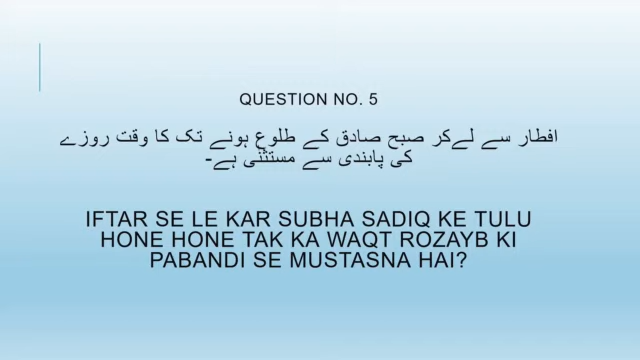 QUESTION NO. 5
افطار سے لےکر صبح صادق کے طلوع ہونے تک کا وقت روزے
کی پابندی سے مستثنٰی ہے۔
IFTAR SE LE KAR SUBHA SADIQ KE TULU
HONE HONE TAK KA WAQT ROZAYB KI
PABANDI SE MUSTASNA HAI?